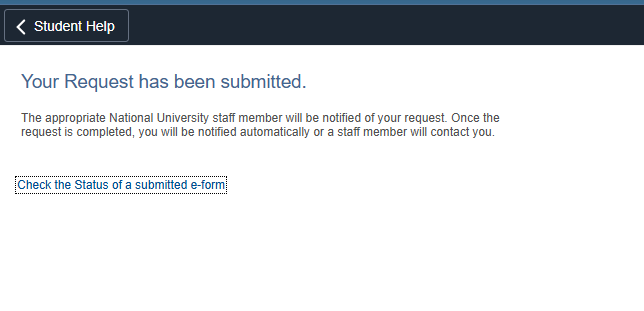 Student Help
Your Request has been submitted.
The appropriate National University staff member will be notified of your request. Once the
request is completed, you will be notified automatically or a staff member will contact you.
Check the Status of a submitted e-form